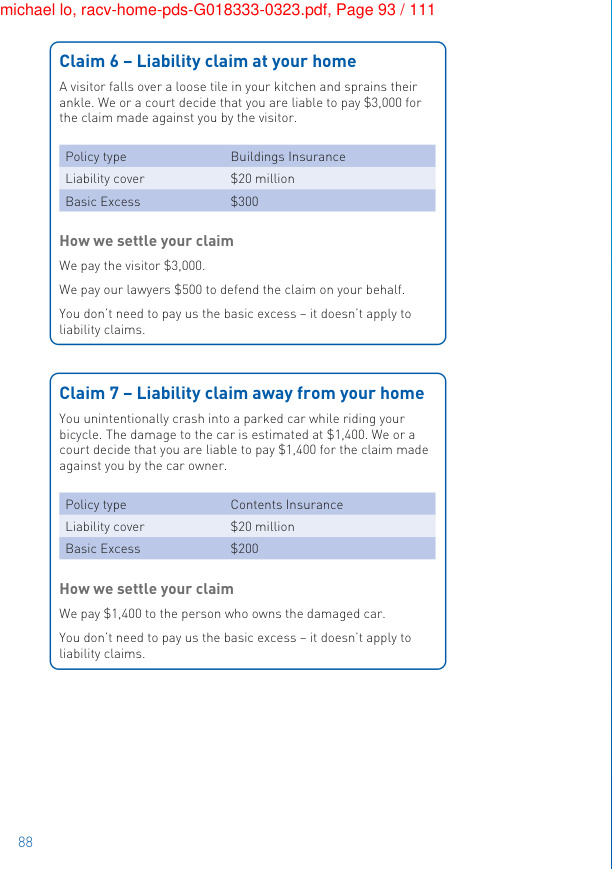 michael lo, racv-home-pds-G018333-0323.pdf, Page 93 / 111
Claim 6 – Liability claim at your home
A visitor falls over a loose tile in your kitchen and sprains their
ankle. We or a court decide that you are liable to pay $3,000 for
the claim made against you by the visitor.
Policy type Buildings Insurance
Liability cover $20 million
Basic Excess $300
How we settle your claim
We pay the visitor $3,000.
We pay our lawyers $500 to defend the claim on your behalf.
You don't need to pay us the basic excess – it doesn't apply to
liability claims.
Claim 7 – Liability claim away from your home
You unintentionally crash into a parked car while riding your
bicycle. The damage to the car is estimated at $1,400. We or a
court decide that you are liable to pay $1,400 for the claim made
against you by the car owner.
Policy type Contents Insurance
Liability cover $20 million
Basic Excess $200
How we settle your claim
We pay $1,400 to the person who owns the damaged car.
You don't need to pay us the basic excess – it doesn't apply to
liability claims.
88